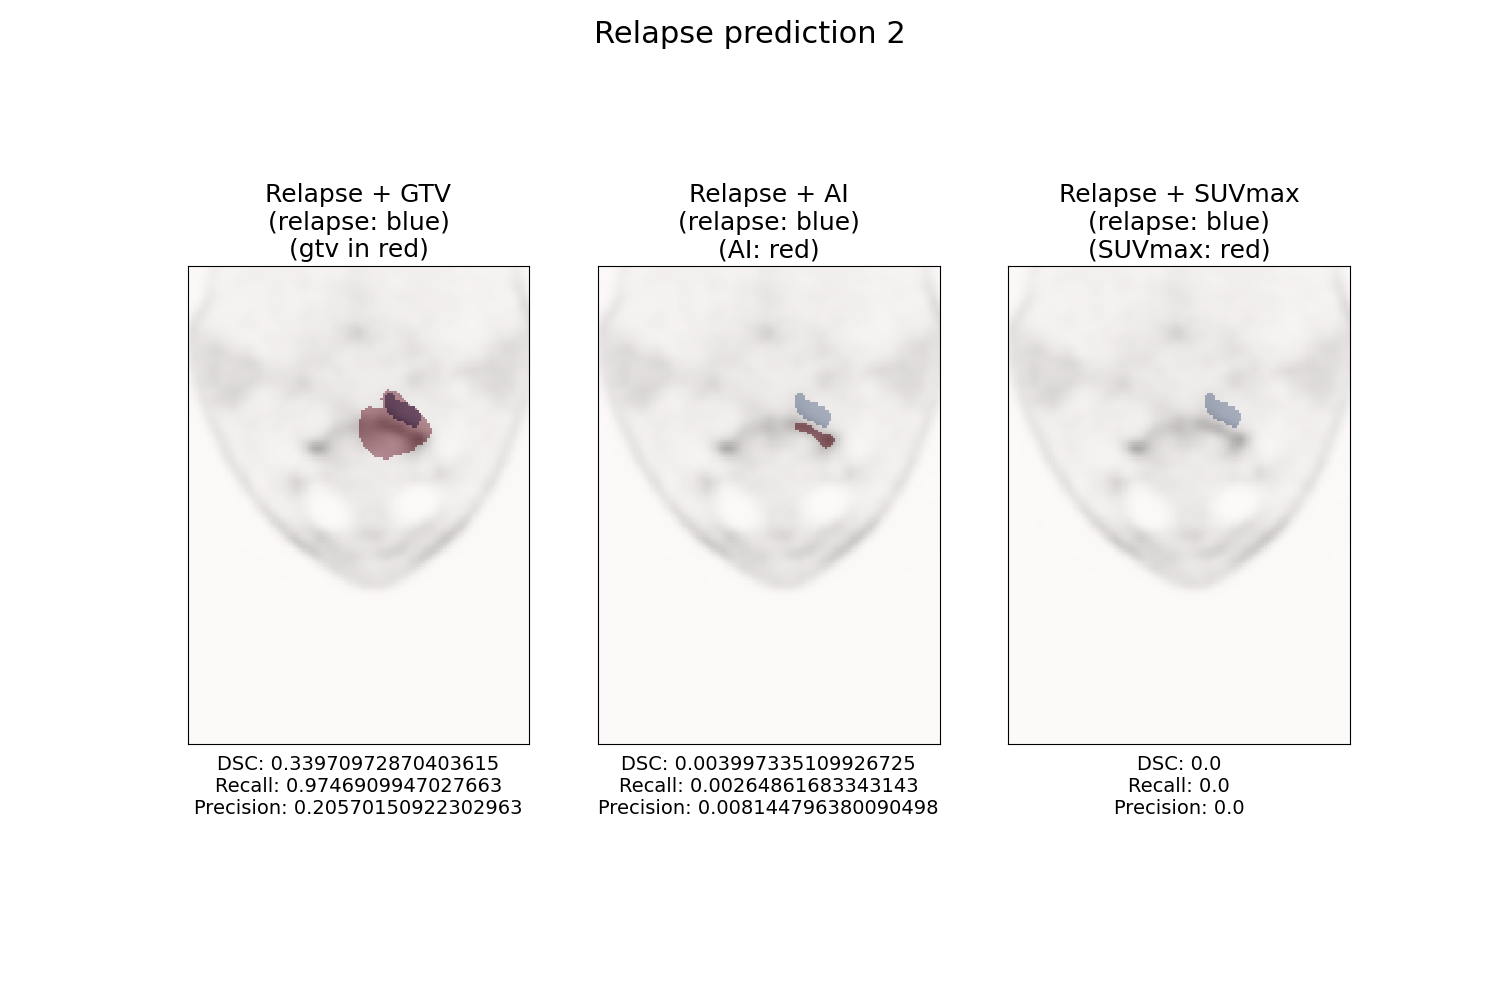 Relapse prediction 2
Relapse + GTV
(relapse: blue)
(gtv in red)
Relapse + AI
(relapse: blue)
(AI: red)
Relapse + SUVmax
(relapse: blue)
(SUVmax: red)
DSC: 0.33970972870403615
Recall: 0.9746909947027663
Precision: 0.20570150922302963
DSC: 0.003997335109926725
Recall: 0.00264861683343143
Precision: 0.008144796380090498
DSC: 0.0
Recall: 0.0
Precision: 0.0